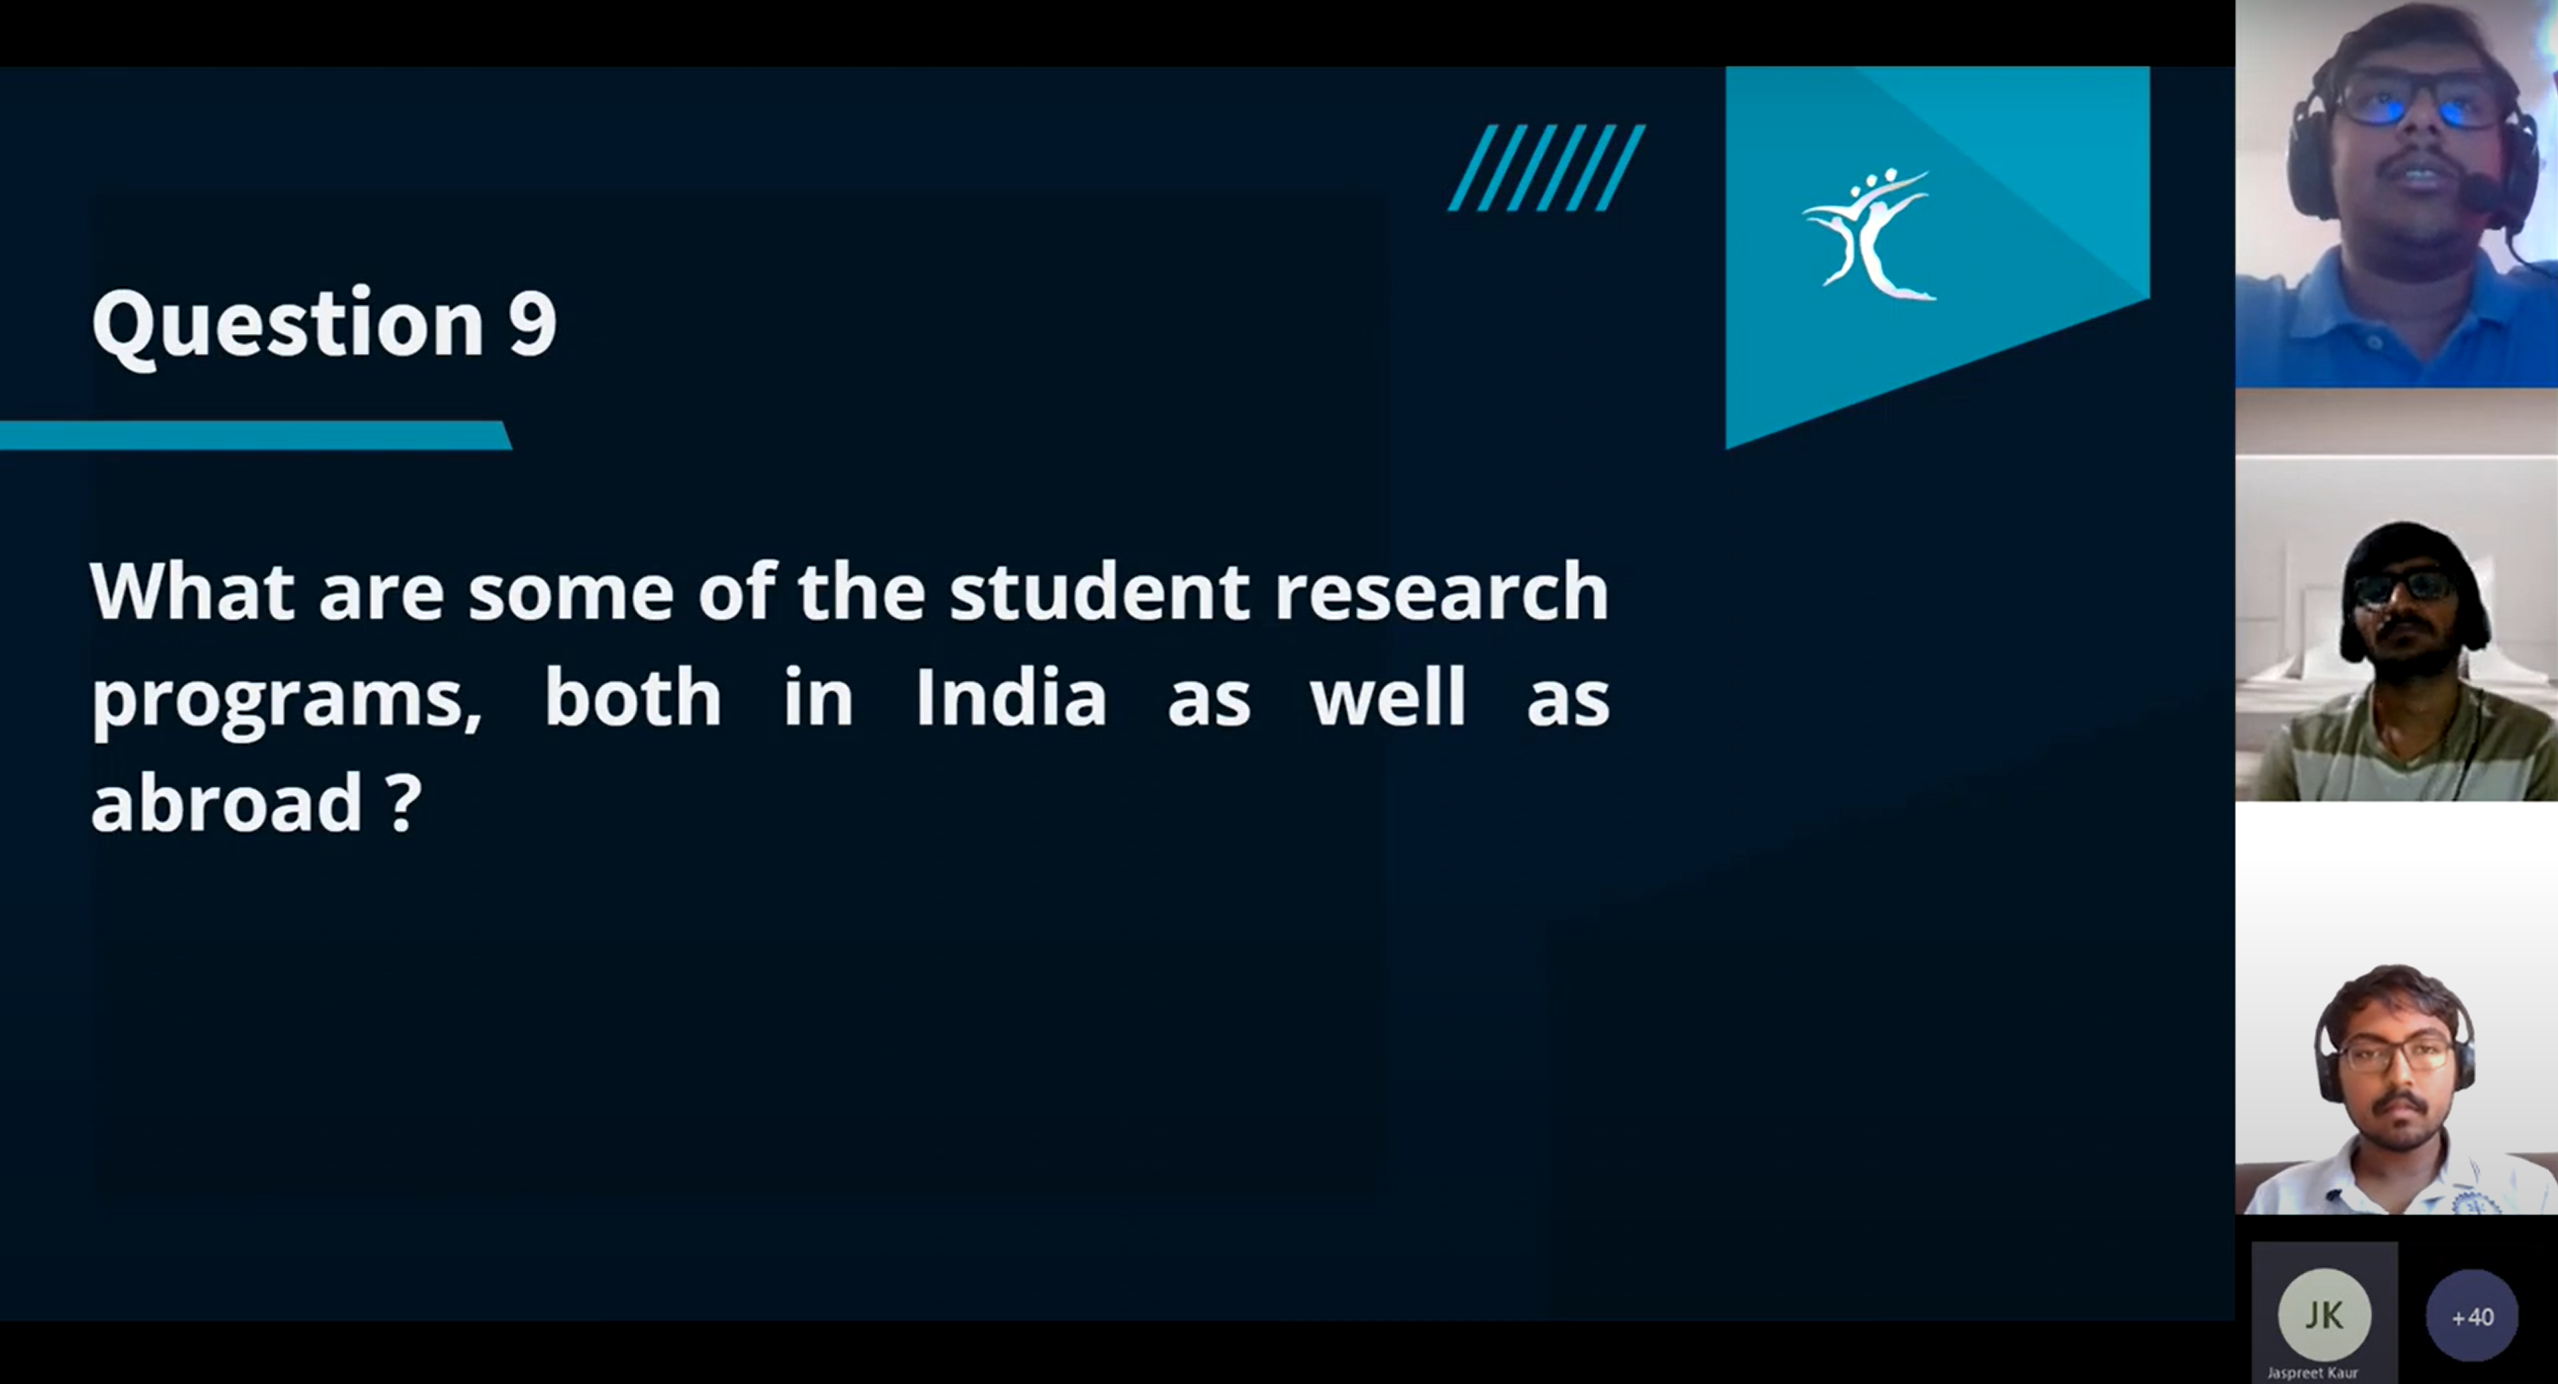 Question 9
What are some of the student research
programs, both in India as well as
abroad ?
JK
Jaspreet Kaur
+40